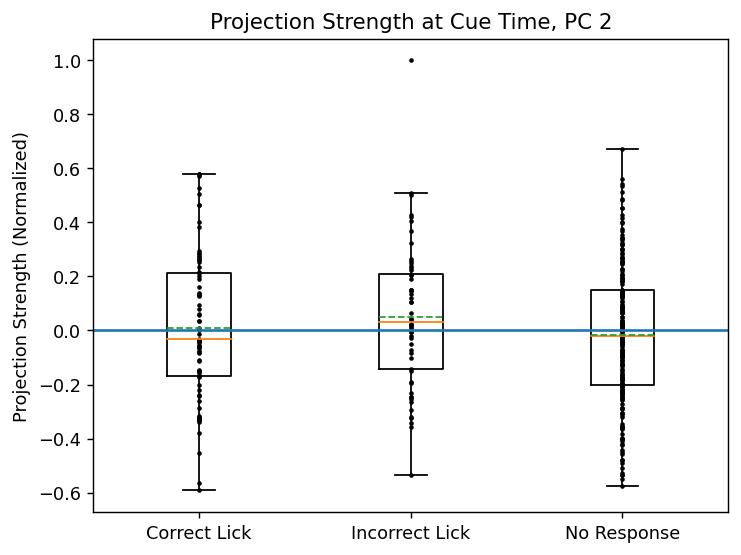 Projection Strength at Cue Time, PC 2
Projection Strength (Normalized)
1.0
0.8
0.6
0.4
0.2
0.0
−0.2
−0.4
−0.6
Correct Lick
Incorrect Lick
No Response